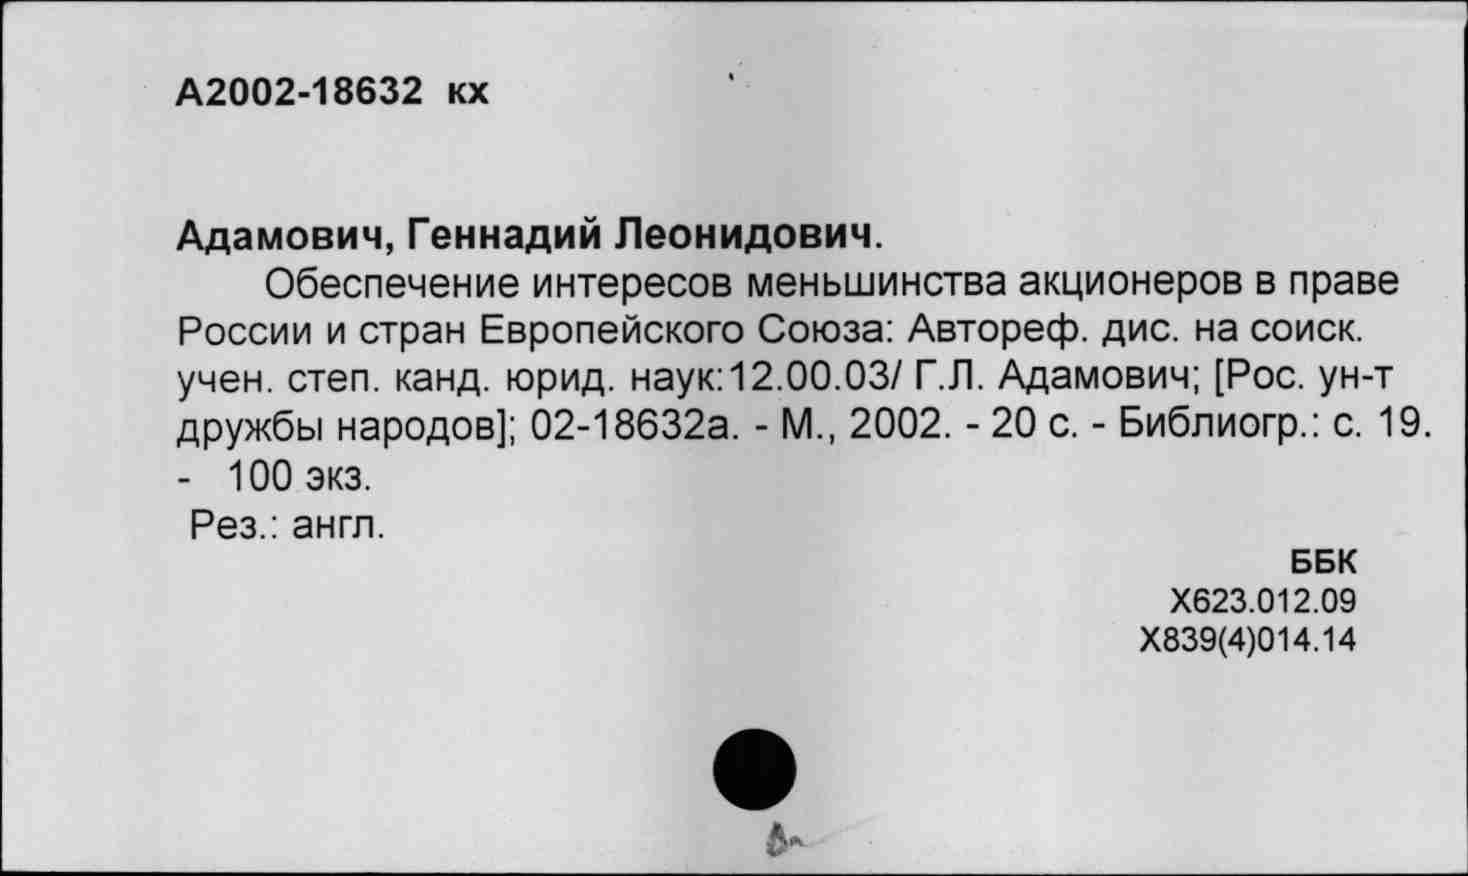 А2002-18632 кх
Адамович, Геннадий Леонидович.
Обеспечение интересов меньшинства акционеров в праве
России и стран Европейского Союза: Автореф. дис. на соиск.
учен. степ. канд. юрид. наук:12.00.03/ Г.Л. Адамович; [Рос. ун-т
дружбы народов]; 02-18632а. - М., 2002. - 20 с. - Библиогр.: с. 19.
- 100 экз.
Рез.: англ.
ББК
Х623.012.09
Х839(4)014.14